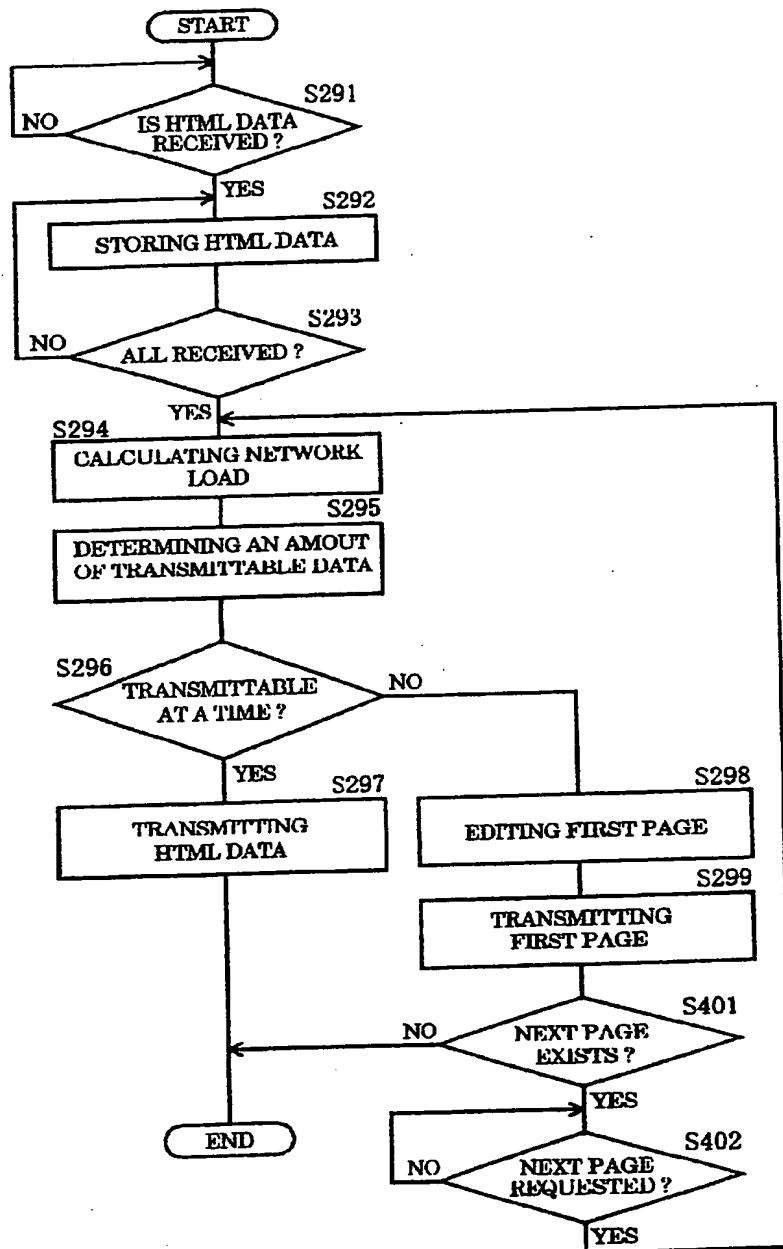 START
S291
NO
IS HTML DATA
RECEIVED ?
YES
S292
STORING HTML DATA
S293
NO
ALL RECEIVED ?
YES
S294
CALCULATING NETWORK
LOAD
S295
DETERMINING AN AMOUT
OF TRANSMITTABLE DATA
S296
TRANSMITTABLE
AT A TIME ?
NO
YES
S297
TRANSMITTING
HTML DATA
S298
EDITING FIRST PAGE
S299
TRANSMITTING
FIRST PAGE
S401
NO
NEXT PAGE
EXISTS ?
YES
END
S402
NO
NEXT PAGE
REQUESTED ?
YES